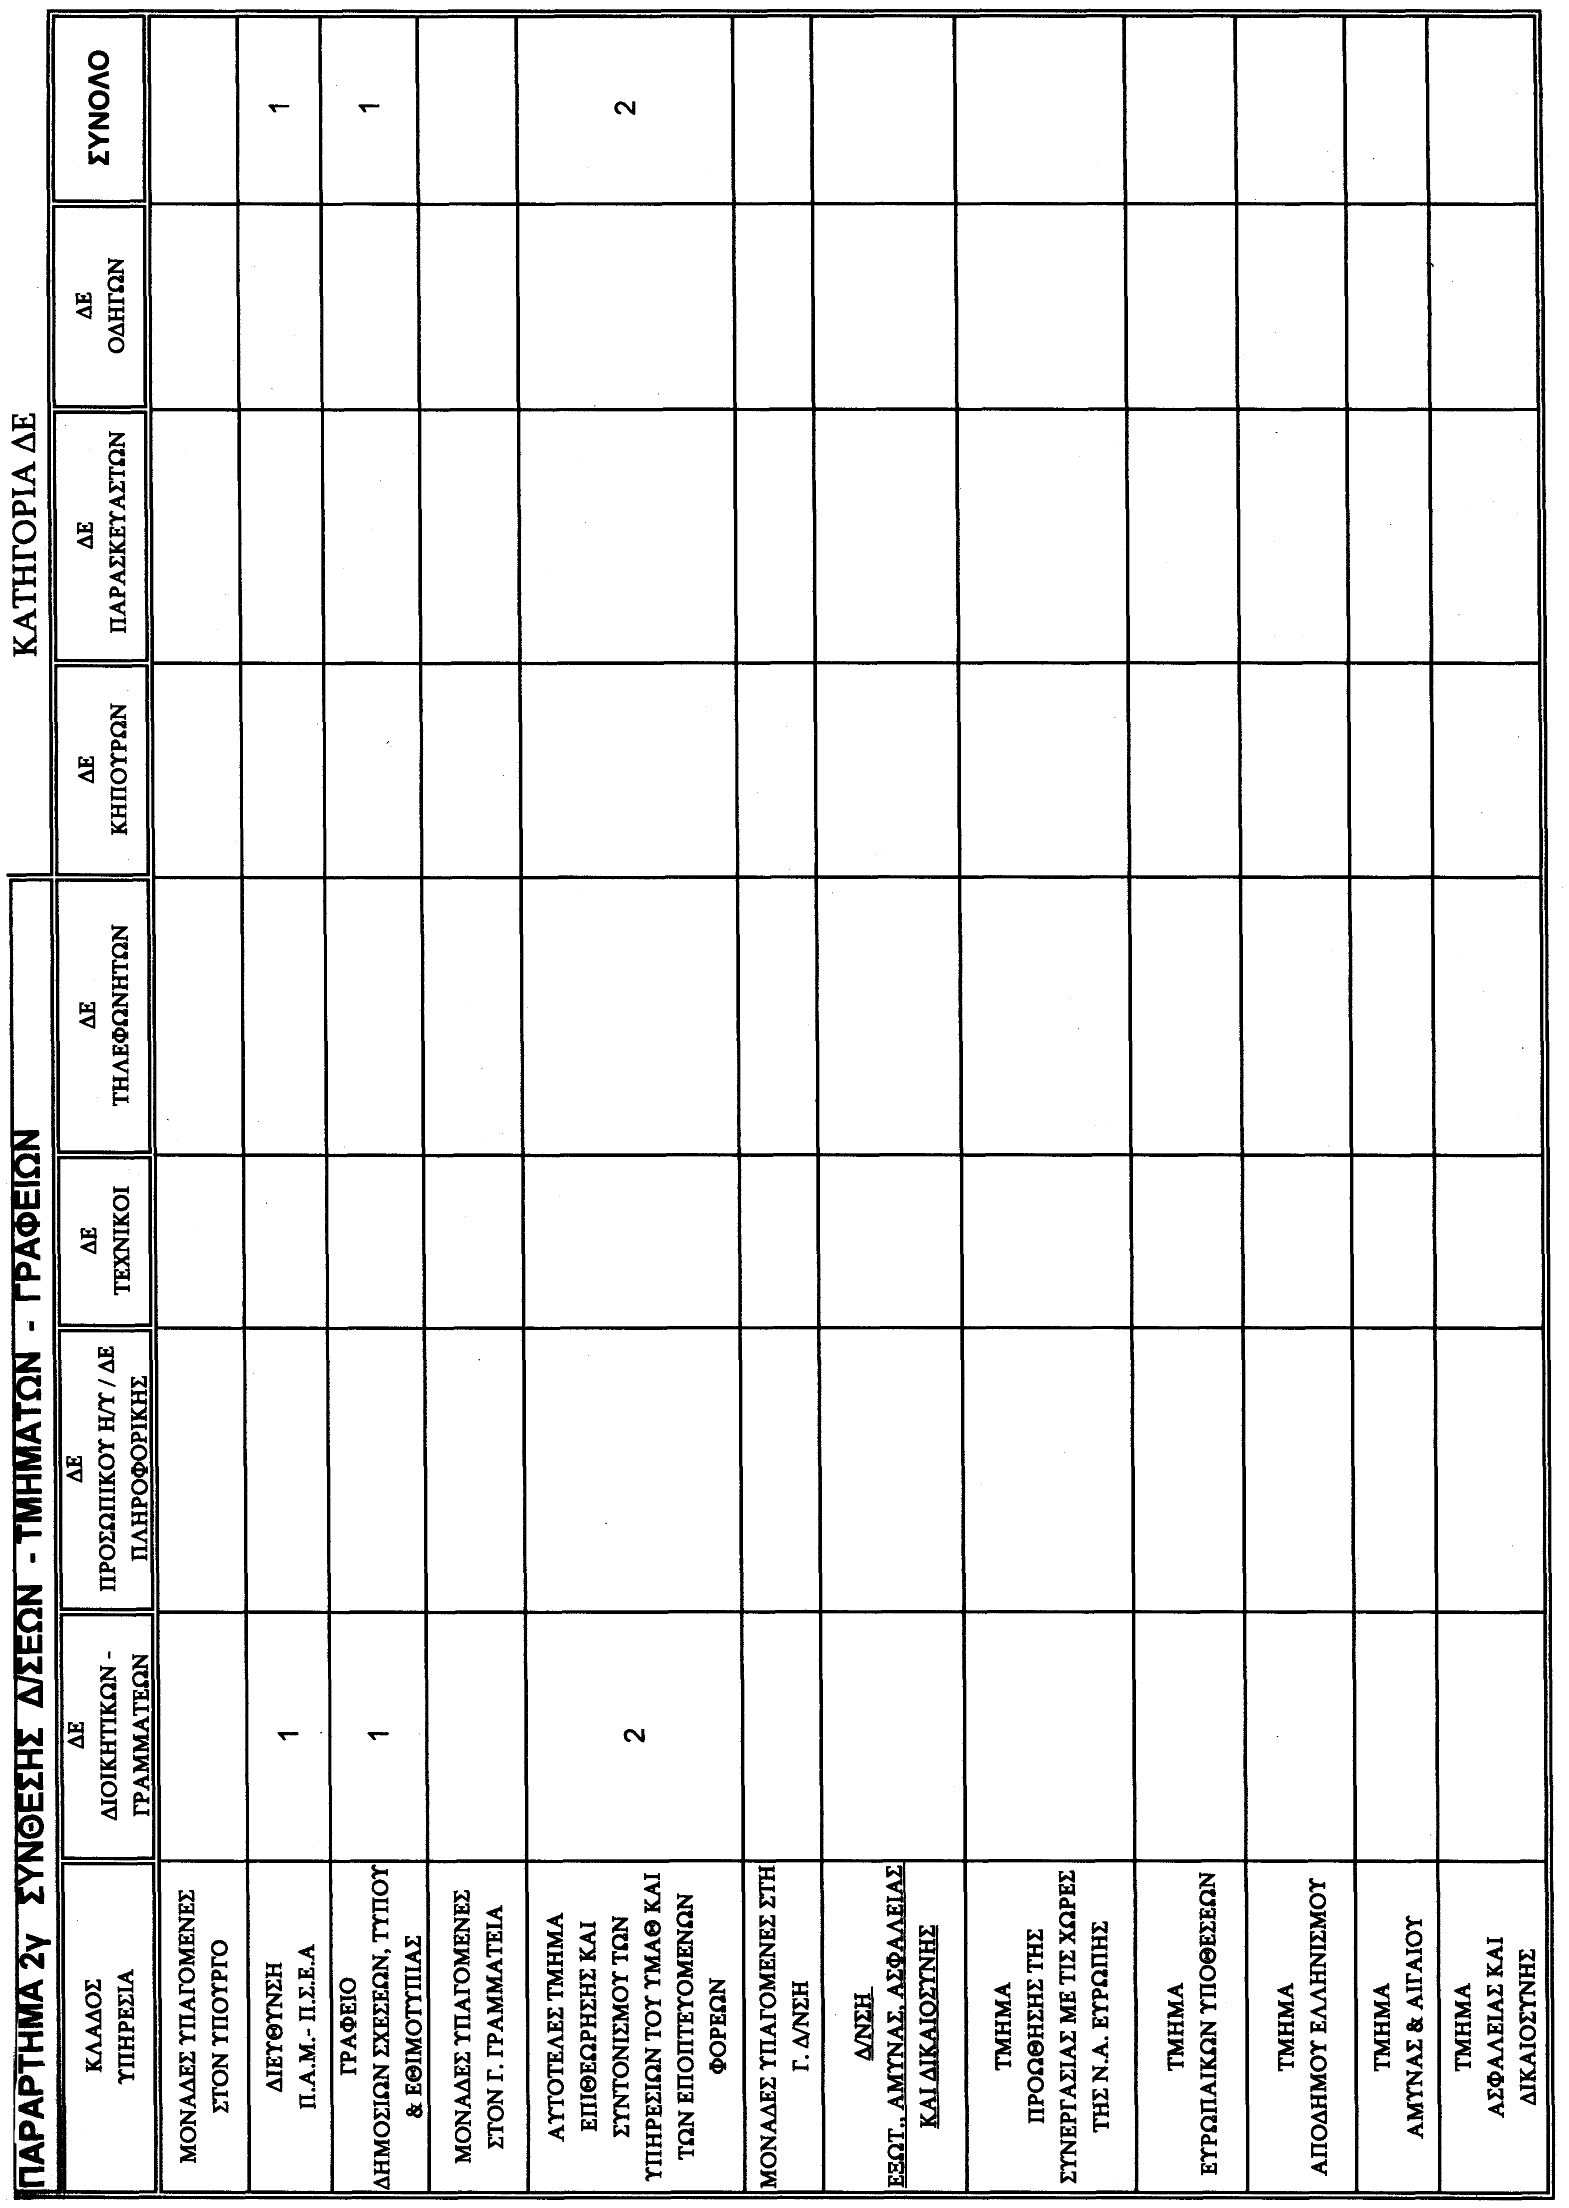 ΠΑΡΑΡΤΗΜΑ 2γ ΣΥΝΘΕΣΗΣ Δ/ΣΕΩΝ - ΤΜΗΜΑΤΩΝ - ΓΡΑΦΕΙΩΝ
ΚΑΤΗΓΟΡΙΑ ΔΕ
ΚΛΑΔΟΣ
ΥΠΗΡΕΣΙΑ
ΔΕ
ΔΙΟΙΚΗΤΙΚΩΝ -
ΓΡΑΜΜΑΤΕΩΝ
ΔΕ
ΠΡΟΣΩΠΙΚΟΥ Η/Υ / ΔΕ
ΠΛΗΡΟΦΟΡΙΚΗΣ
ΔΕ
ΤΕΧΝΙΚΟΙ
ΔΕ
ΤΗΛΕΦΩΝΗΤΩΝ
ΔΕ
ΚΗΠΟΥΡΩΝ
ΔΕ
ΠΑΡΑΣΚΕΥΑΣΤΩΝ
ΔΕ
ΟΔΗΓΩΝ
ΣΥΝΟΛΟ
ΜΟΝΑΔΕΣ ΥΠΑΓΟΜΕΝΕΣ
ΣΤΟΝ ΥΠΟΥΡΓΟ
ΔΙΕΥΘΥΝΣΗ
Π.Α.Μ.- Π.Σ.Ε.Α
1
1
ΓΡΑΦΕΙΟ
ΔΗΜΟΣΙΩΝ ΣΧΕΣΕΩΝ, ΤΥΠΟΥ
& ΕΘΙΜΟΤΥΠΙΑΣ
1
1
ΜΟΝΑΔΕΣ ΥΠΑΓΟΜΕΝΕΣ
ΣΤΟΝ Γ. ΓΡΑΜΜΑΤΕΙΑ
ΑΥΤΟΤΕΛΕΣ ΤΜΗΜΑ
ΕΠΙΘΕΩΡΗΣΗΣ ΚΑΙ
ΣΥΝΤΟΝΙΣΜΟΥ ΤΩΝ
ΥΠΗΡΕΣΙΩΝ ΤΟΥ ΥΜΑΘ ΚΑΙ
ΤΩΝ ΕΠΟΠΤΕΥΟΜΕΝΩΝ
ΦΟΡΕΩΝ
2
2
ΜΟΝΑΔΕΣ ΥΠΑΓΟΜΕΝΕΣ ΣΤΗ
Γ. Δ/ΝΣΗ
Δ/ΝΣΗ
ΕΞΩΤ., ΑΜΥΝΑΣ, ΑΣΦΑΛΕΙΑΣ
ΚΑΙ ΔΙΚΑΙΟΣΥΝΗΣ
ΤΜΗΜΑ
ΠΡΟΩΘΗΣΗΣ ΤΗΣ
ΣΥΝΕΡΓΑΣΙΑΣ ΜΕ ΤΙΣ ΧΩΡΕΣ
ΤΗΣ Ν.Α. ΕΥΡΩΠΗΣ
ΤΜΗΜΑ
ΕΥΡΩΠΑΙΚΩΝ ΥΠΟΘΕΣΕΩΝ
ΤΜΗΜΑ
ΑΠΟΔΗΜΟΥ ΕΛΛΗΝΙΣΜΟΥ
ΤΜΗΜΑ
ΑΜΥΝΑΣ & ΑΙΓΑΙΟΥ
ΤΜΗΜΑ
ΑΣΦΑΛΕΙΑΣ ΚΑΙ
ΔΙΚΑΙΟΣΥΝΗΣ